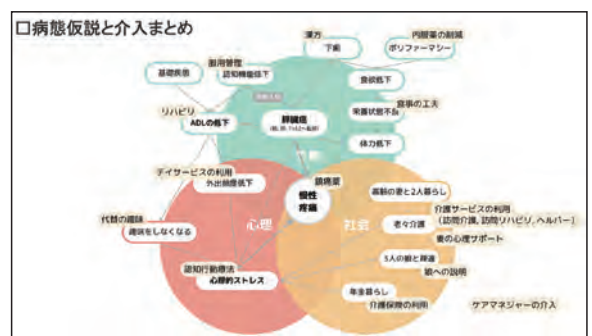 □病態仮説と介入まとめ
漢方
下歯
内服薬の削減
ポリファーマシー
服用管理
認知機能低下
基礎疾患
食欲低下
リハビリ
ADLの低下
膵臓癌
栄養状態不良
食事の工夫
体力低下
デイサービスの利用
外出頻度低下
鎮痛薬
慢性
疼痛
高齢の妻と2人暮らし
代替の趣味
趣味をしなくなる
心理
社会
介護サービスの利用
(訪問介護、訪問リハビリ、ヘルパー)
老々介護
妻の心理サポート
認知行動療法
心理的ストレス
3人の娘と疎遠
娘への説明
年金暮らし
介護保険の利用
ケアマネジャーの介入